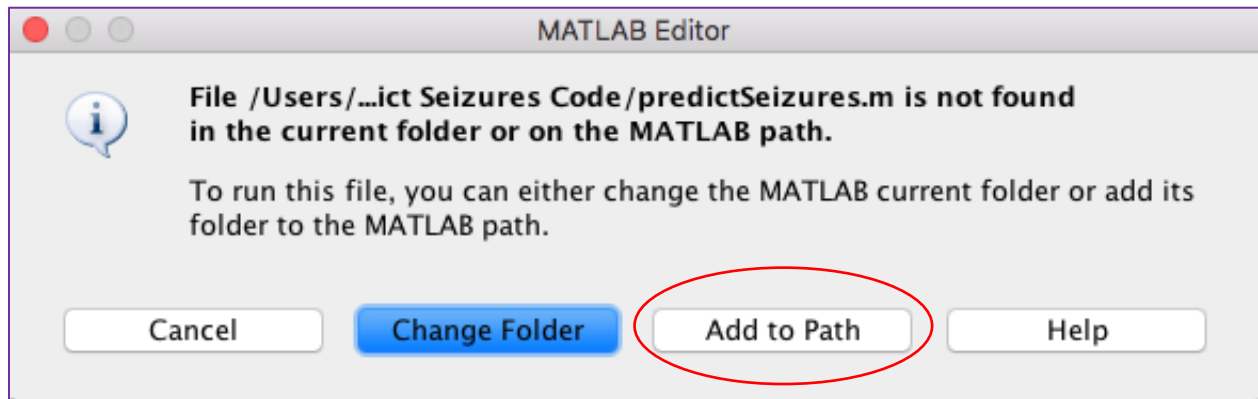 MATLAB Editor
File /Users/...ict Seizures Code/predictSeizures.m is not found
in the current folder or on the MATLAB path.
To run this file, you can either change the MATLAB current folder or add its
folder to the MATLAB path.
Cancel Change Folder Add to Path Help